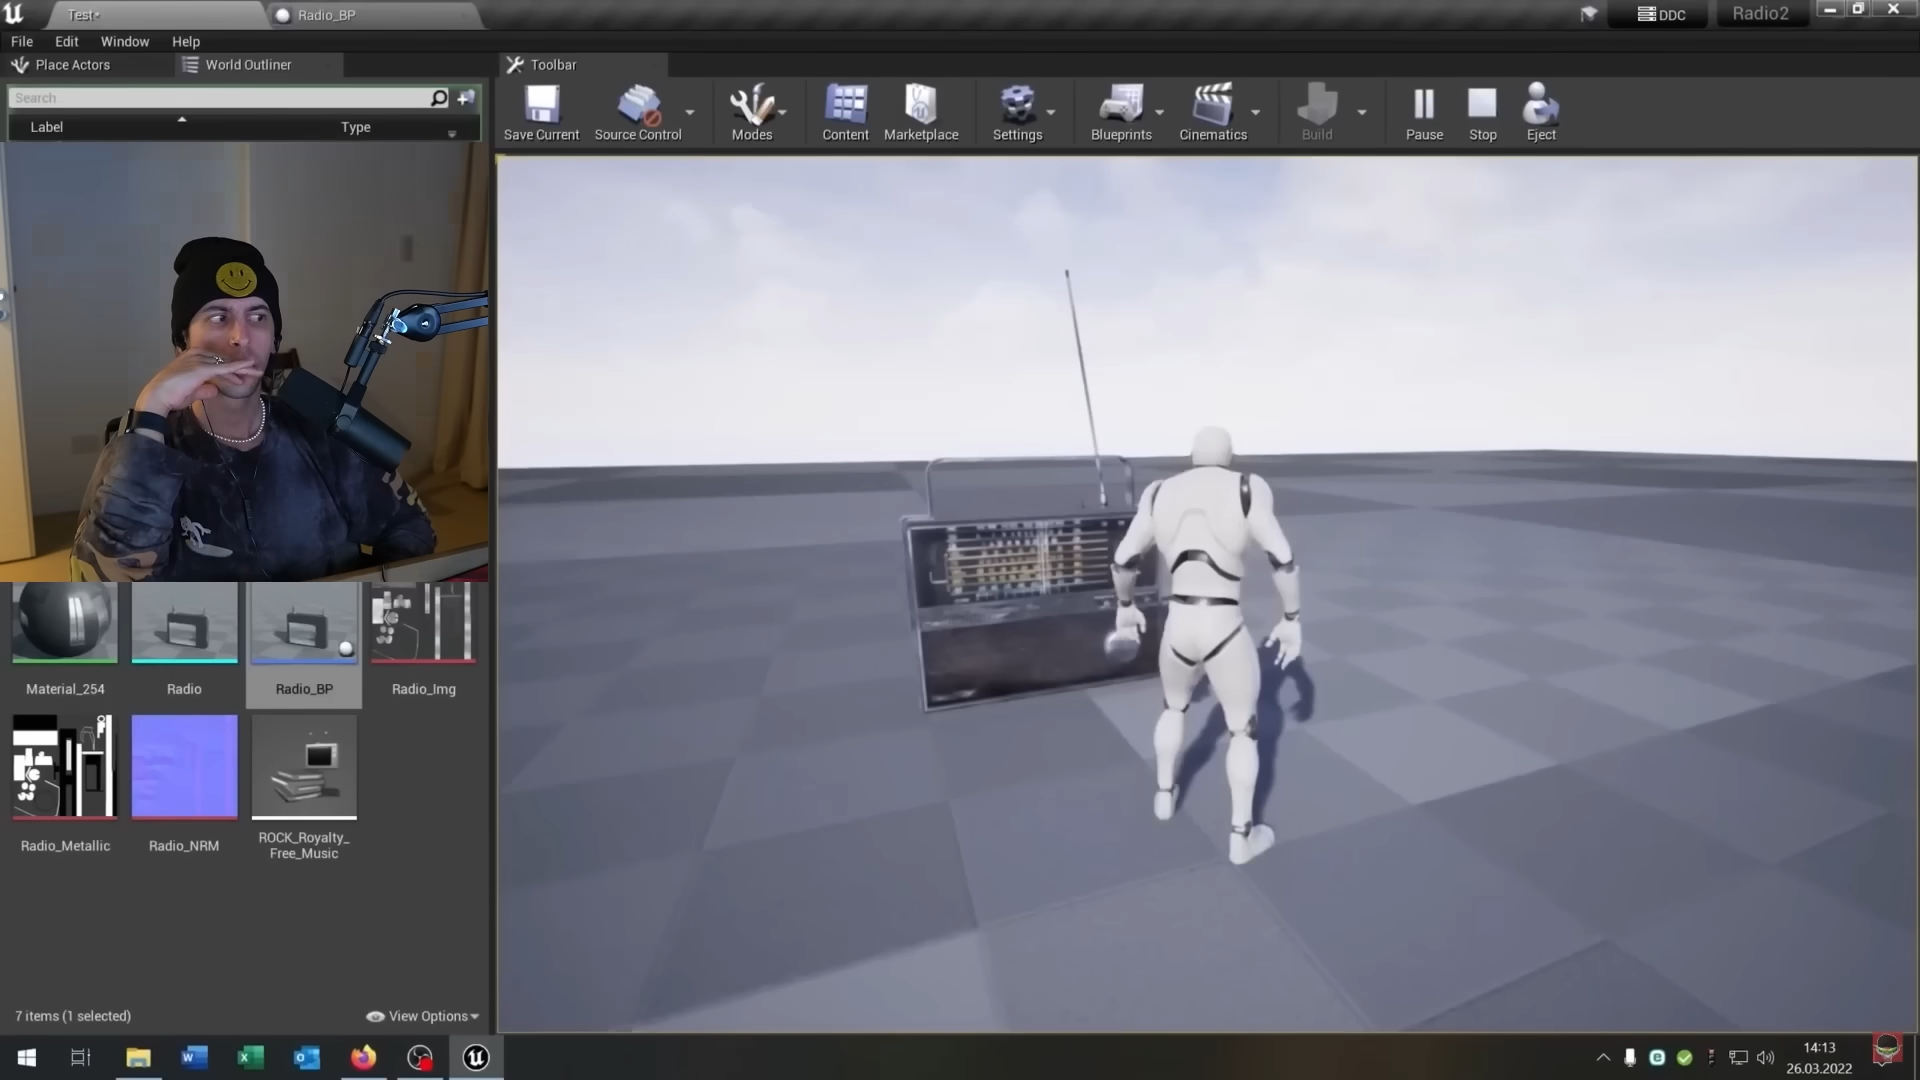 Test*
Radio_BP
DDC
Radio2
File Edit Window Help
Place Actors
World Outliner
Toolbar
Search
Label
Type
Save Current
Source Control
Modes
Content
Marketplace
Settings
Blueprints
Cinematics
Build
Pause
Stop
Eject
Material_254
Radio
Radio_BP
Radio_Img
Radio_Metallic
Radio_NRM
ROCK_Royalty_
Free_Music
7 items (1 selected)
View Options
14:13
26.03.2022